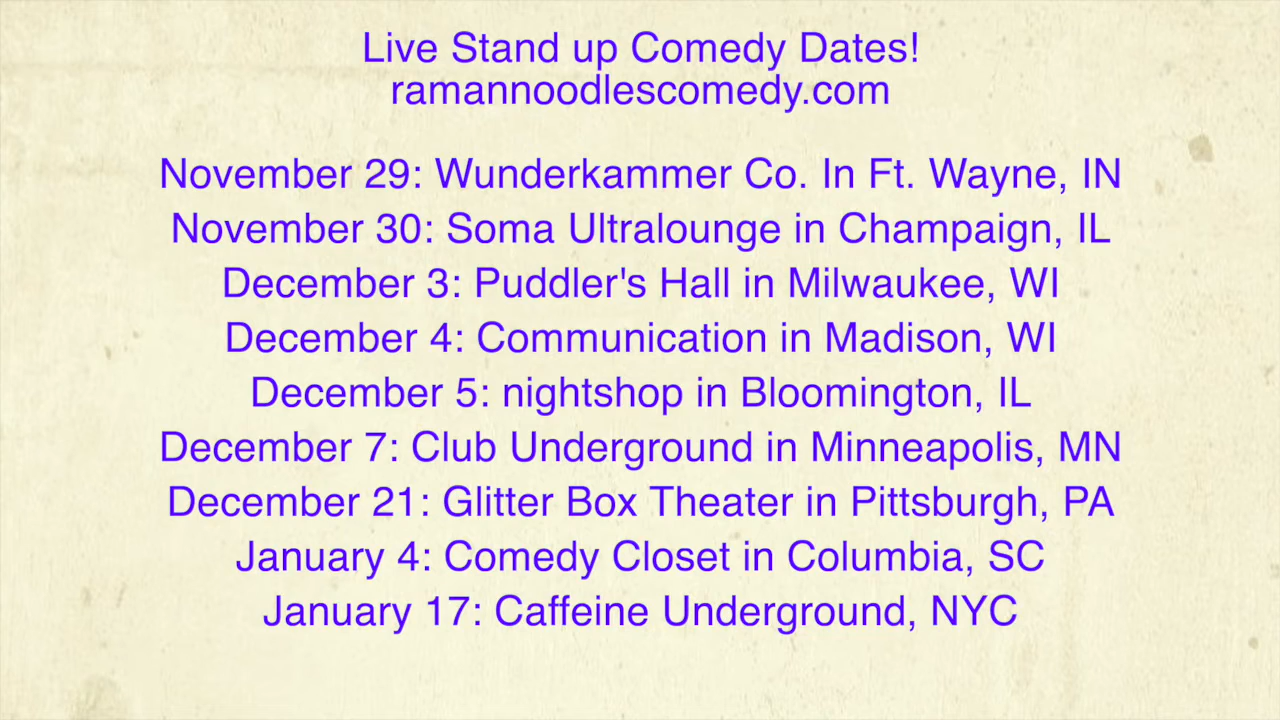 Live Stand up Comedy Dates!
ramannoodlescomedy.com
November 29: Wunderkammer Co. In Ft. Wayne, IN
November 30: Soma Ultralounge in Champaign, IL
December 3: Puddler's Hall in Milwaukee, WI
December 4: Communication in Madison, WI
December 5: nightshop in Bloomington, IL
December 7: Club Underground in Minneapolis, MN
December 21: Glitter Box Theater in Pittsburgh, PA
January 4: Comedy Closet in Columbia, SC
January 17: Caffeine Underground, NYC